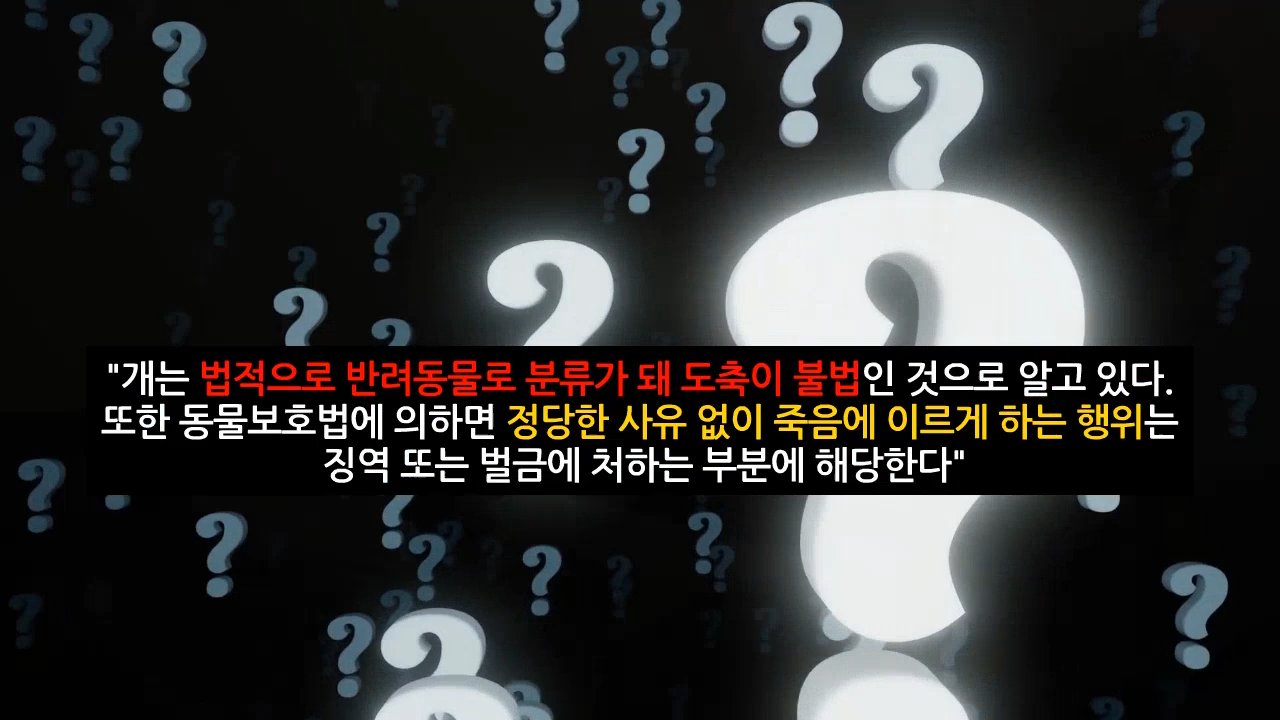 "개는 법적으로 반려동물로 분류가 돼 도축이 불법인 것으로 알고 있다.
또한 동물보호법에 의하면 정당한 사유 없이 죽음에 이르게 하는 행위는
징역 또는 벌금에 처하는 부분에 해당한다"